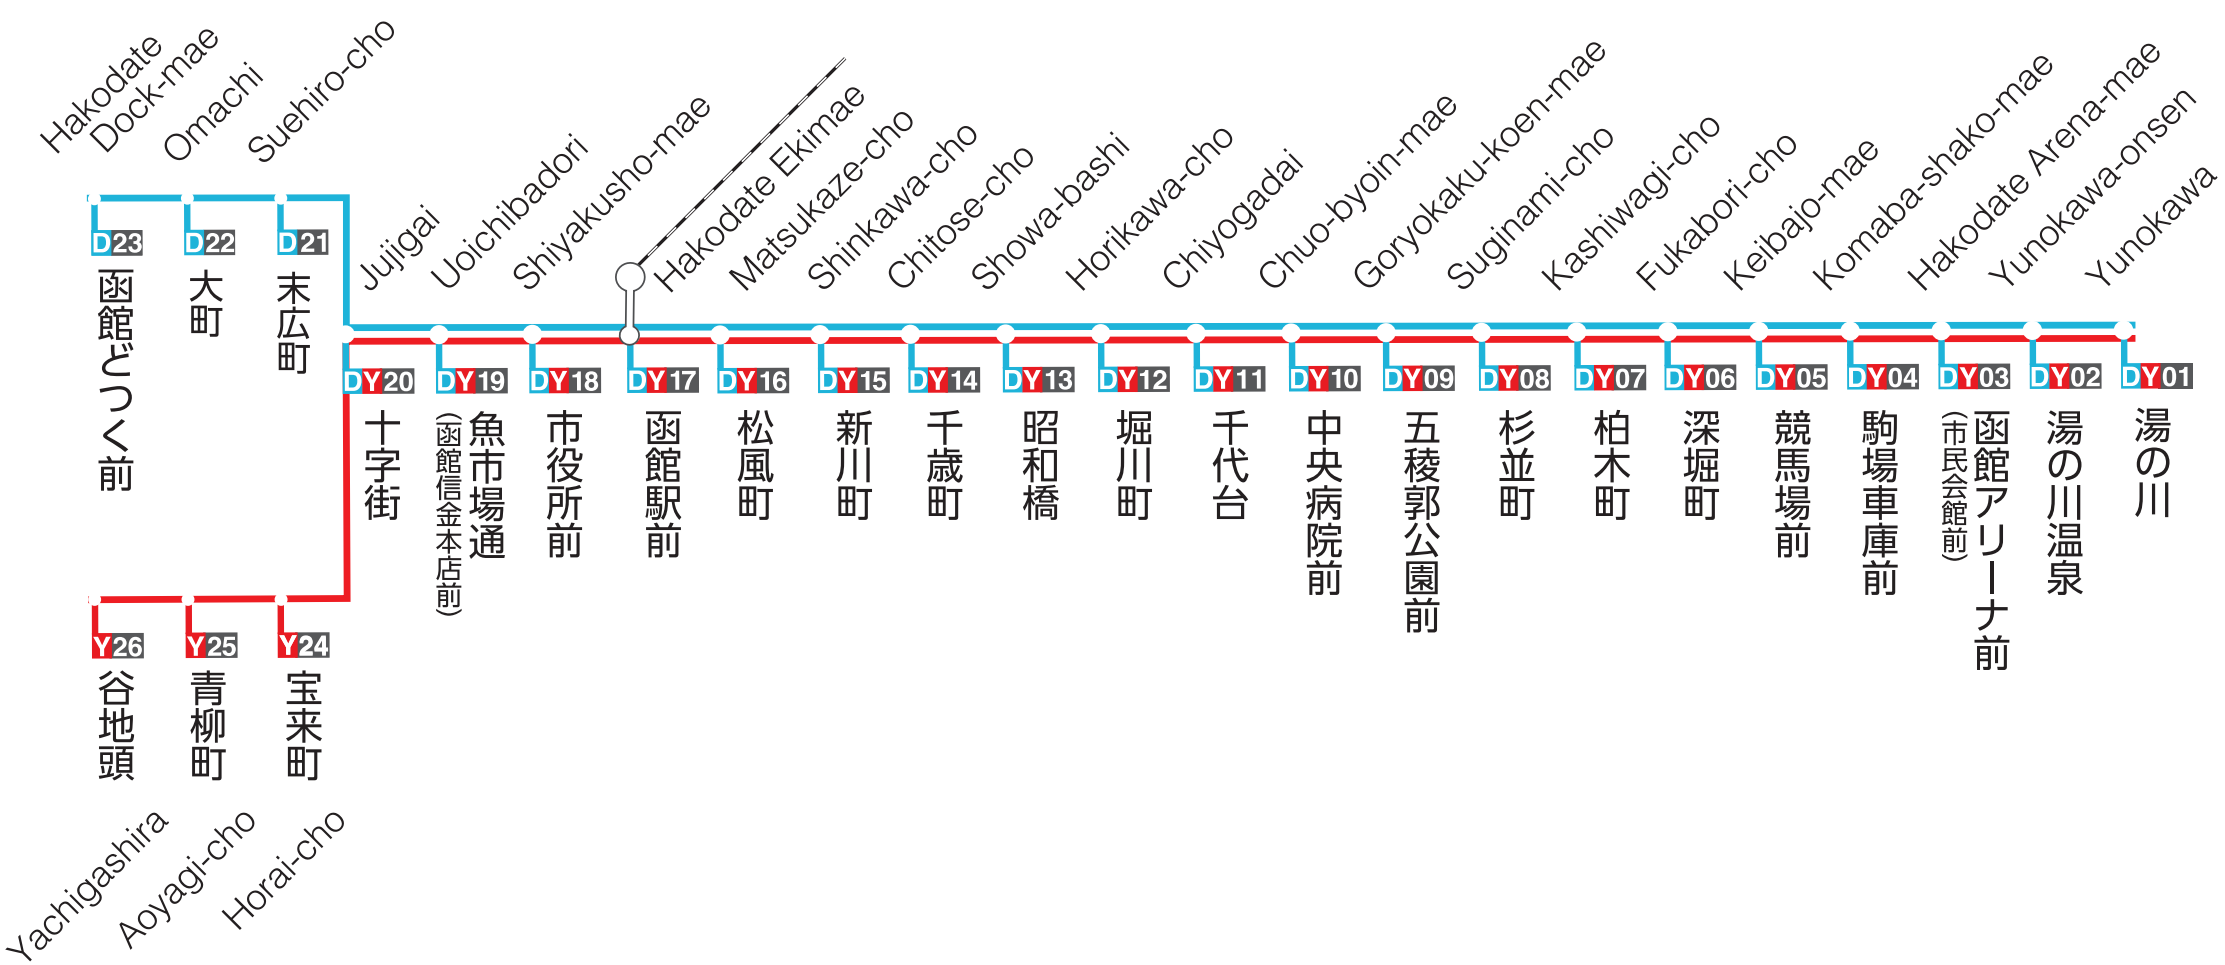 Hakodate
Dock-mae
Omachi
Suehiro-cho
Jujigai
Uoichibadori
Shiyakusho-mae
Hakodate Ekimae
Matsukaze-cho
Shinkawa-cho
Chitose-cho
Showa-bashi
Horikawa-cho
Chiyogadai
Chuo-byoin-mae
Goryokaku-koen-mae
Suginami-cho
Kashiwagi-cho
Fukabori-cho
Keibajo-mae
Komaba-shako-mae
Hakodate Arena-mae
Yunokawa-onsen
Yunokawa
D23
D22
D21
函館どつく前
大町
末広町
DY20
DY19
DY18
DY17
DY16
DY15
DY14
DY13
DY12
DY11
DY10
DY09
DY08
DY07
DY06
DY05
DY04
DY03
DY02
DY01
十字街
魚市場通
(函館信金本店前)
市役所前
函館駅前
松風町
新川町
千歳町
昭和橋
堀川町
千代台
中央病院前
五稜郭公園前
杉並町
柏木町
深堀町
競馬場前
駒場車庫前
函館アリーナ前
(市民会館前)
湯の川温泉
湯の川
Y26
Y25
Y24
谷地頭
青柳町
宝来町
Yachigashira
Aoyagi-cho
Horai-cho